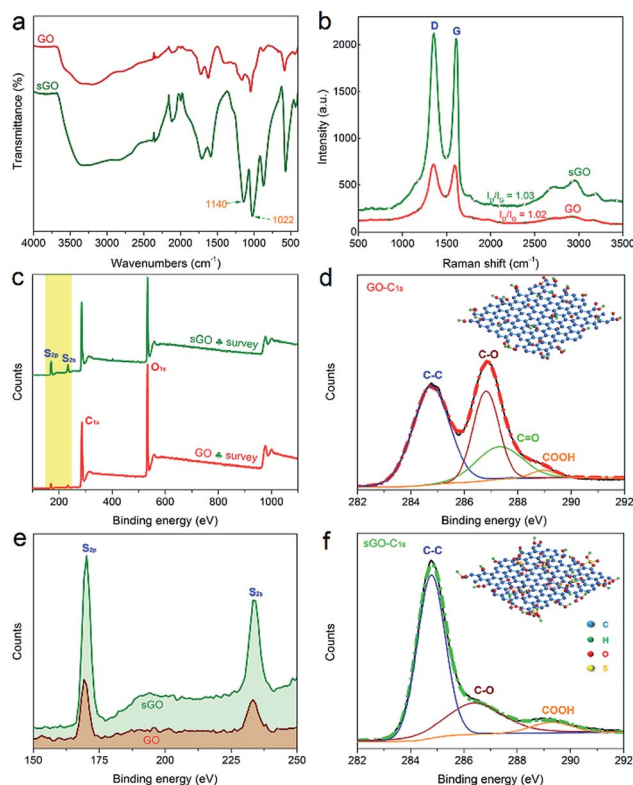 a
GO
sGO
1140
1022
Transmittance (%)
4000 3500 3000 2500 2000 1500 1000 500
Wavenumbers (cm⁻¹)
b
D G
2000
1500
1000
500
0
Intensity (a.u.)
I_D/I_G = 1.03
sGO
I_D/I_G = 1.02
GO
500 1000 1500 2000 2500 3000 3500
Raman shift (cm⁻¹)
c
S₂p
S₂s
sGO ♣ survey
O₁s
C₁s
GO ♣ survey
Counts
200 400 600 800 1000
Binding energy (eV)
d
GO-C₁s
C-C
C-O
C=O
COOH
Counts
282 284 286 288 290 292
Binding energy (eV)
e
S₂p
S₂s
sGO
GO
Counts
150 175 200 225 250
Binding energy (eV)
f
sGO-C₁s
C-C
C
H
O
S
C-O
COOH
Counts
282 284 286 288 290 292
Binding energy (eV)